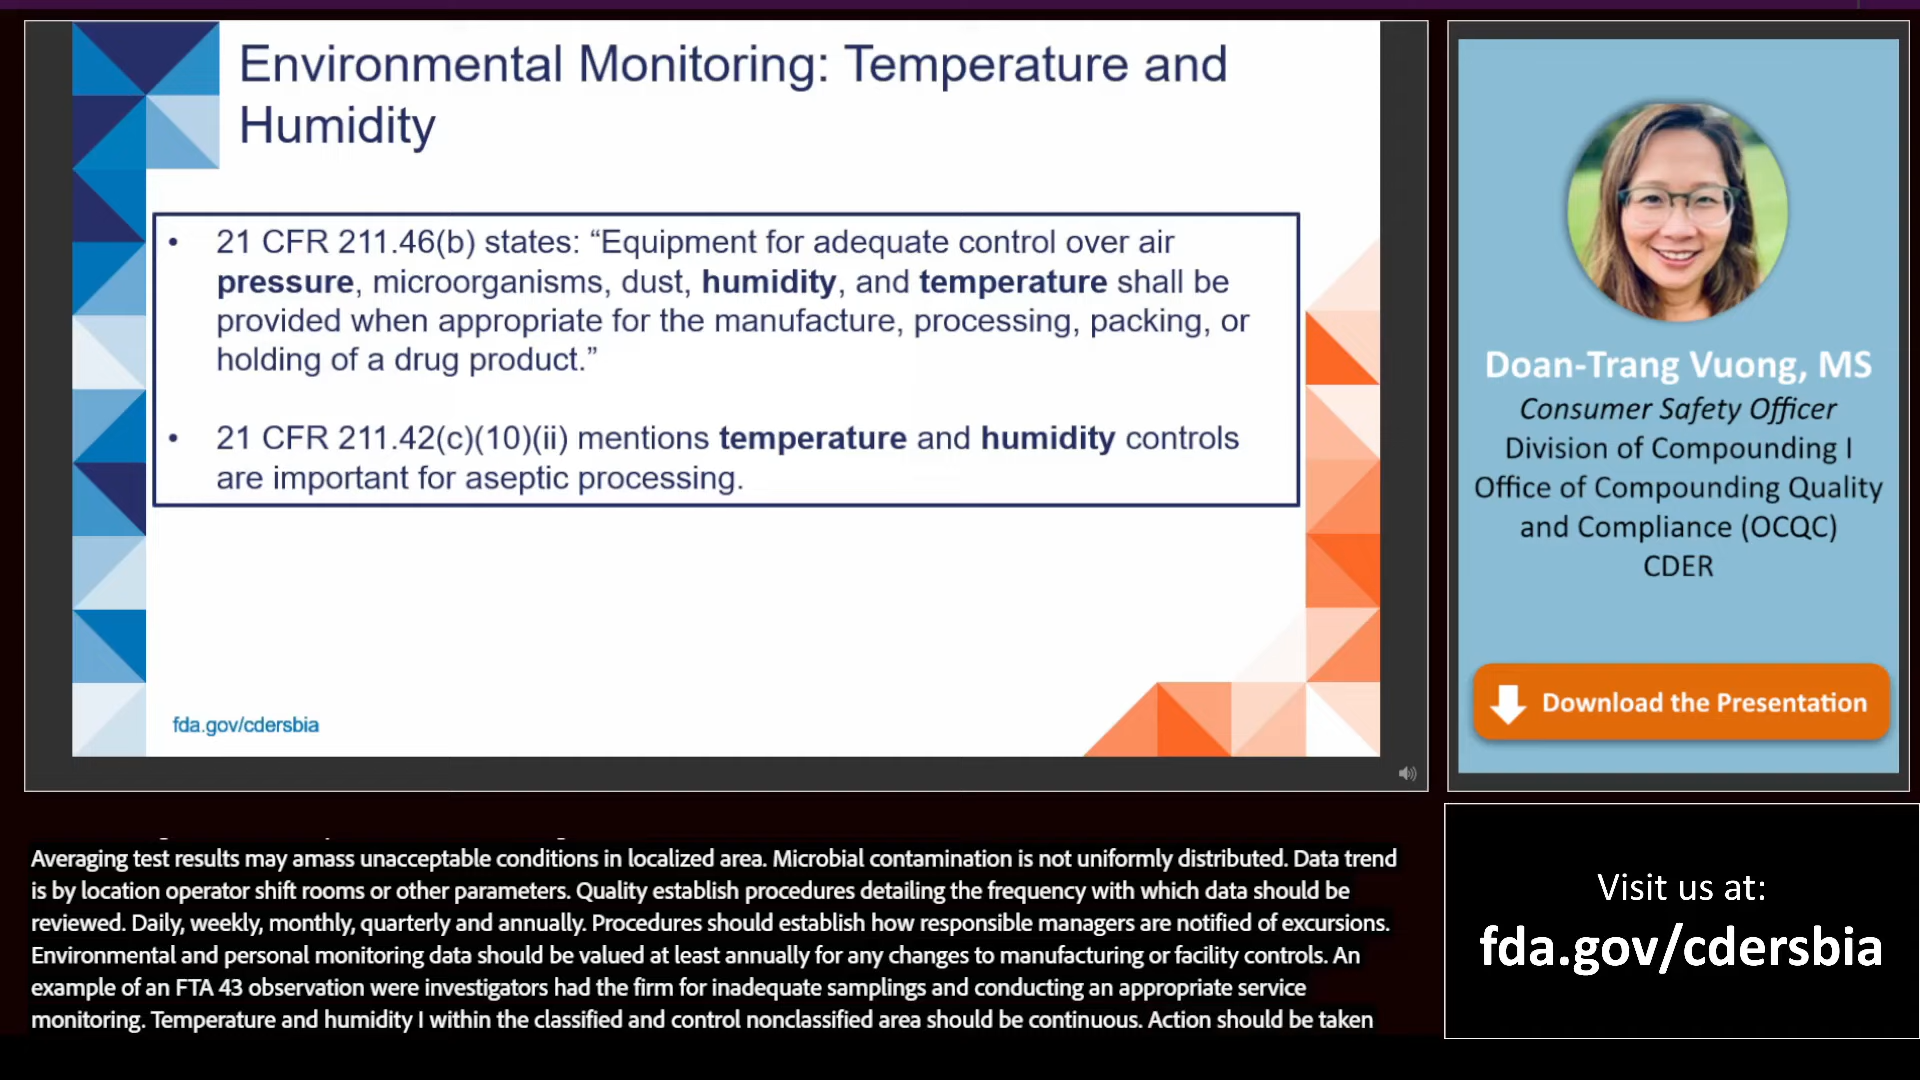 Environmental Monitoring: Temperature and
Humidity
• 21 CFR 211.46(b) states: “Equipment for adequate control over air
pressure, microorganisms, dust, humidity, and temperature shall be
provided when appropriate for the manufacture, processing, packing, or
holding of a drug product.”
• 21 CFR 211.42(c)(10)(ii) mentions temperature and humidity controls
are important for aseptic processing.
fda.gov/cdersbia
Doan-Trang Vuong, MS
Consumer Safety Officer
Division of Compounding I
Office of Compounding Quality
and Compliance (OCQC)
CDER
Download the Presentation
Averaging test results may amass unacceptable conditions in localized area. Microbial contamination is not uniformly distributed. Data trend
is by location operator shift rooms or other parameters. Quality establish procedures detailing the frequency with which data should be
reviewed. Daily, weekly, monthly, quarterly and annually. Procedures should establish how responsible managers are notified of excursions.
Environmental and personal monitoring data should be valued at least annually for any changes to manufacturing or facility controls. An
example of an FTA 43 observation were investigators had the firm for inadequate samplings and conducting an appropriate service
monitoring. Temperature and humidity I within the classified and control nonclassified area should be continuous. Action should be taken
Visit us at:
fda.gov/cdersbia